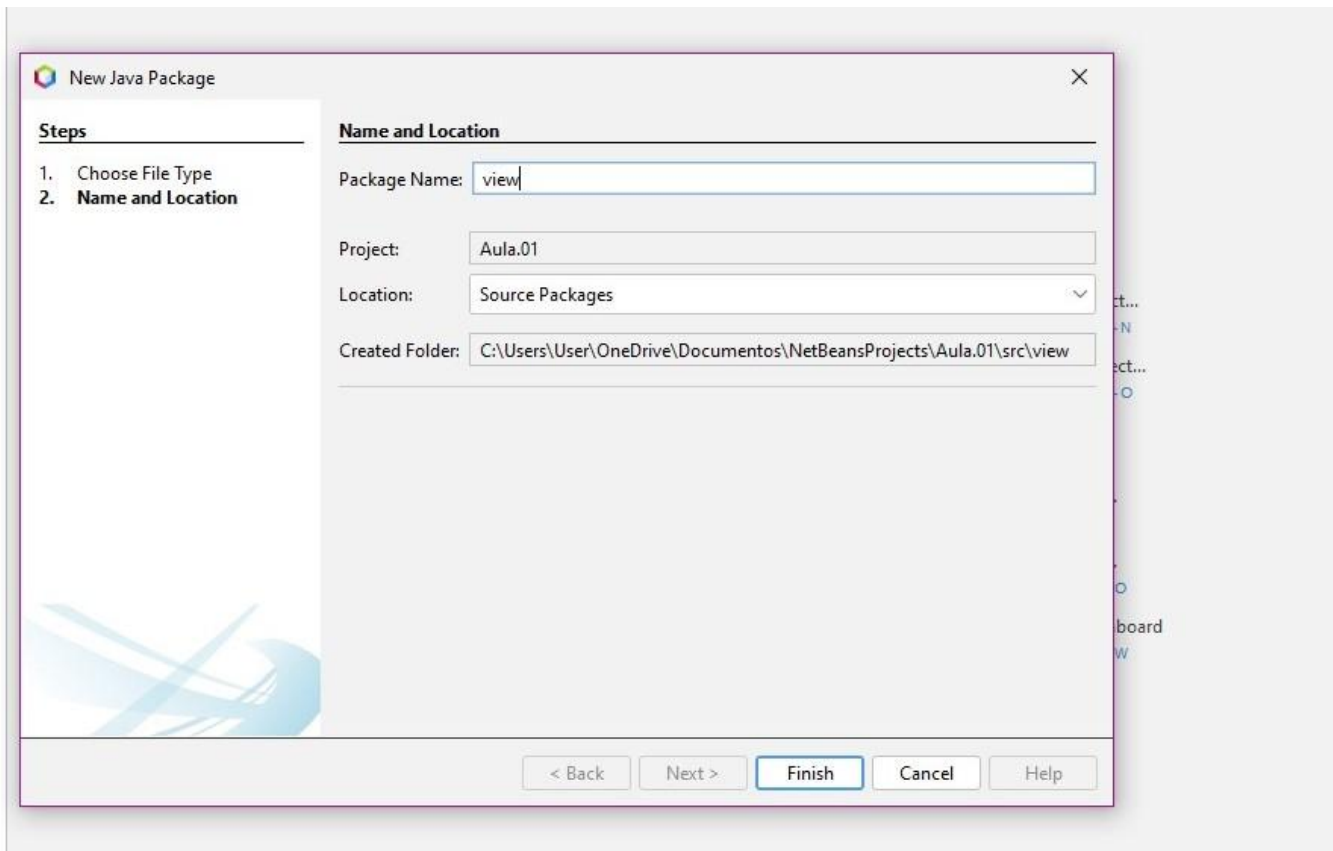 New Java Package
Steps
1. Choose File Type
2. Name and Location
Name and Location
Package Name: view
Project: Aula.01
Location: Source Packages
Created Folder: C:\Users\User\OneDrive\Documentos\NetBeansProjects\Aula.01\src\view
ct...
-N
ect...
-O
O
board
W
< Back Next > Finish Cancel Help